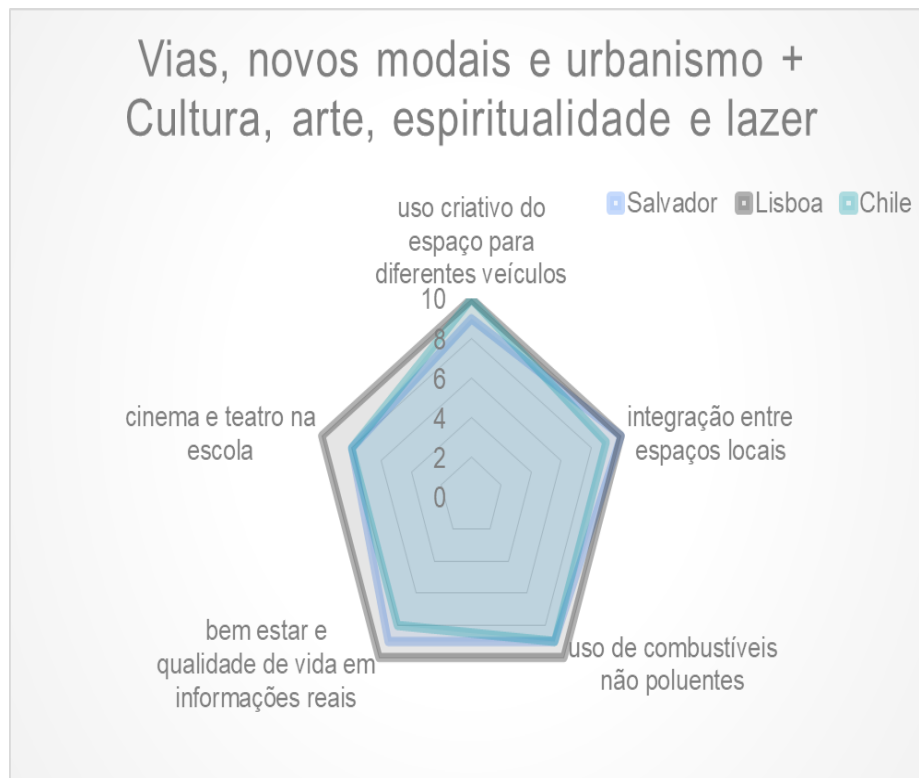 Vias, novos modais e urbanismo +
Cultura, arte, espiritualidade e lazer
Salvador Lisboa Chile
uso criativo do
espaço para
diferentes veículos
10
8
6
4
2
0
integração entre
espaços locais
uso de combustíveis
não poluentes
bem estar e
qualidade de vida em
informações reais
cinema e teatro na
escola